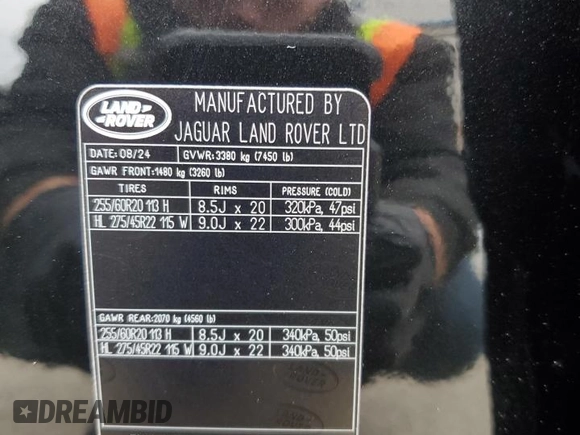 LAND ROVER
MANUFACTURED BY
JAGUAR LAND ROVER LTD
DATE:08/24 GVWR:3380 kg (7450 lb)
GAWR FRONT:1480 kg (3260 lb)
TIRES RIMS PRESSURE (COLD)
255/60R20 113 H 8.5J x 20 320kPa, 47psi
HL 275/45R22 115 W 9.0J x 22 300kPa, 44psi
GAWR REAR:2070 kg (4560 lb)
255/60R20 113 H 8.5J x 20 340kPa, 50psi
HL 275/45R22 115 W 9.0J x 22 340kPa, 50psi
LAND ROVER
DREAMBID